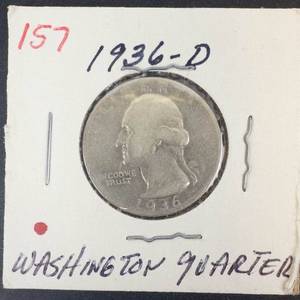 157
1936-D
IN GOD WE
TRUST
1936
WASHINGTON QUARTER